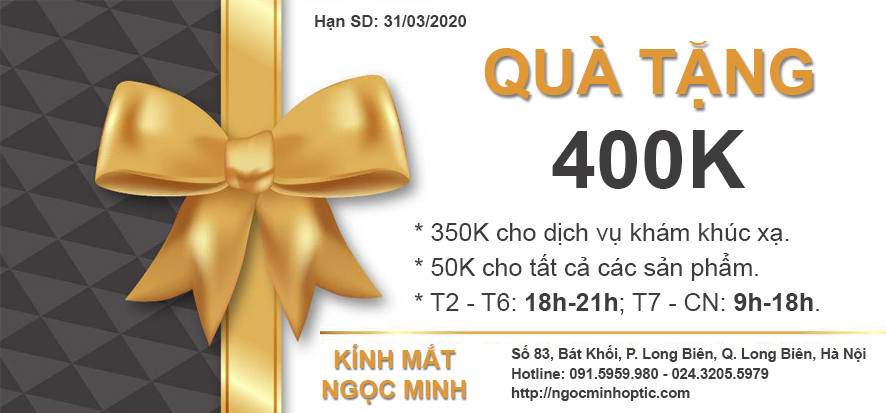 Hạn SD: 31/03/2020
QUÀ TẶNG
400K
* 350K cho dịch vụ khám khúc xạ.
* 50K cho tất cả các sản phẩm.
* T2 - T6: 18h-21h; T7 - CN: 9h-18h.
KÍNH MẮT
NGỌC MINH
Số 83, Bát Khối, P. Long Biên, Q. Long Biên, Hà Nội
Hotline: 091.5959.980 - 024.3205.5979
http://ngocminhoptic.com